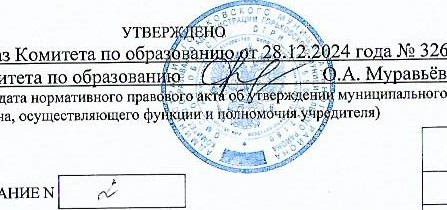 УТВЕРЖДЕНО
аз Комитета по образованию от 28.12.2024 года № 326
итета по образованию О.А. Муравьёв
дата нормативного правового акта об утверждении муниципального
на, осуществляющего функции и полномочия учредителя)
АНИЕ N